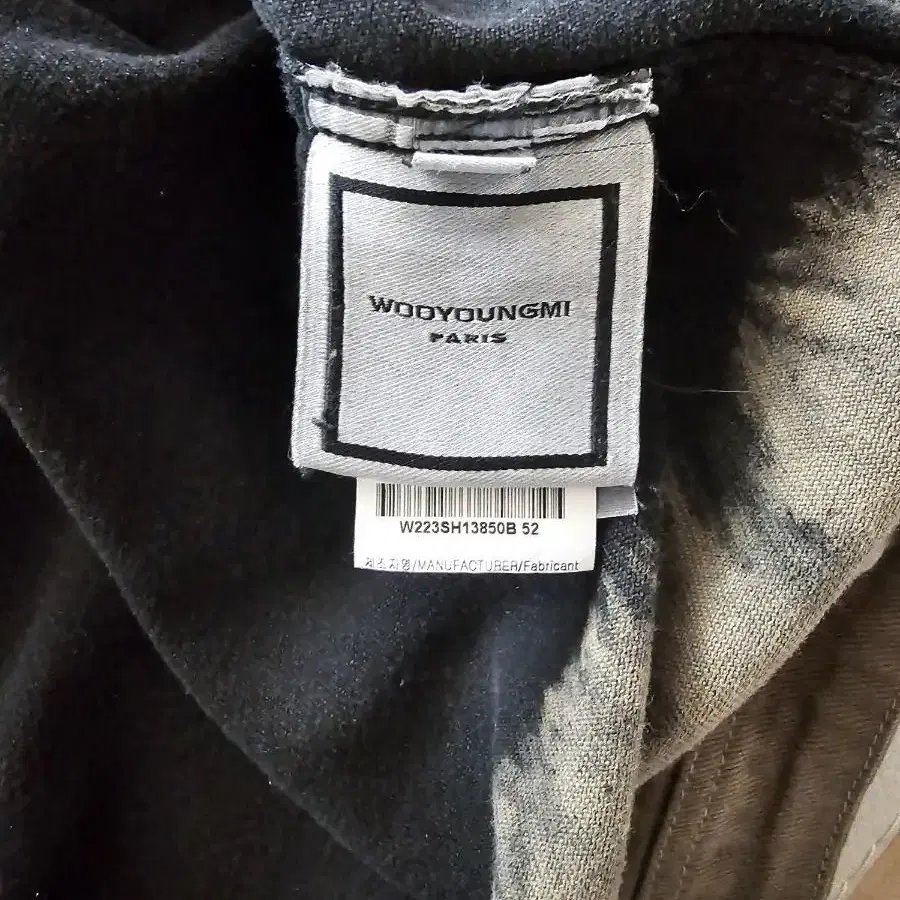 WOOYOUNGMI
PARIS
W223SH13850B 52
제조자명/MANUFACTURER/Fabricant